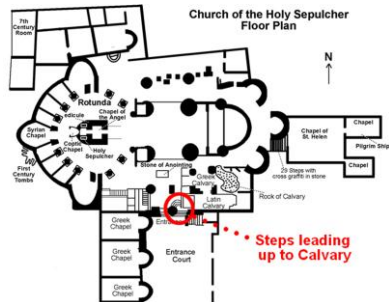 Church of the Holy Sepulcher
Floor Plan
7th
Century
Room
N
Rotunda
Chapel of
the Angel
edicule
Syrian
Chapel
Coptic
Chapel
Holy
Sepulcher
First
Century
Tombs
Stone of Anointing
Greek
Calvary
Rock of Calvary
Latin
Calvary
Chapel of
St. Helen
Chapel
Pilgrim Ship
Chapel
29 Steps with
cross graffiti in stone
Greek
Chapel
Greek
Chapel
Greek
Chapel
Entrance
Court
Steps leading
up to Calvary